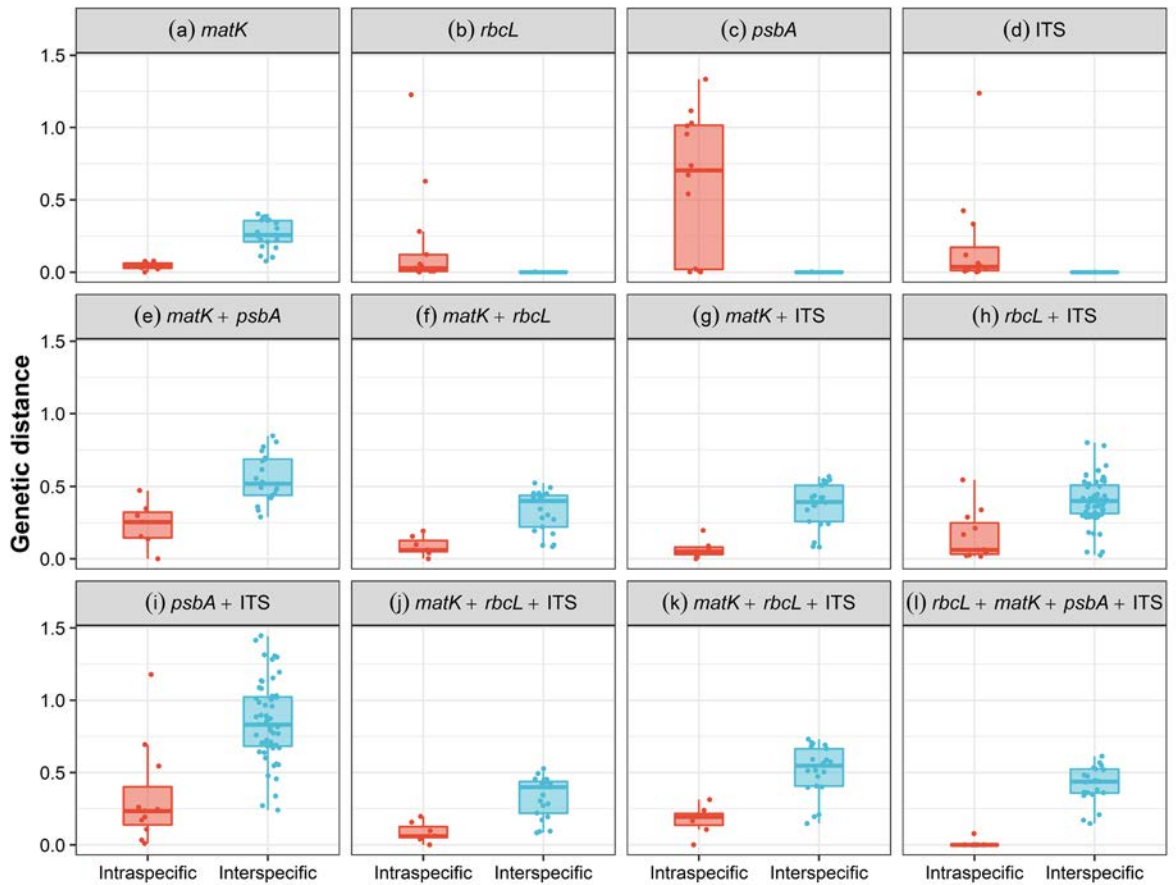 (a) matK
(b) rbcL
(c) psbA
(d) ITS
1.5
1.0
0.5
0.0
(e) matK + psbA
(f) matK + rbcL
(g) matK + ITS
(h) rbcL + ITS
1.5
1.0
0.5
0.0
(i) psbA + ITS
(j) matK + rbcL + ITS
(k) matK + rbcL + ITS
(l) rbcL + matK + psbA + ITS
1.5
1.0
0.5
0.0
Genetic distance
Intraspecific Interspecific
Intraspecific Interspecific
Intraspecific Interspecific
Intraspecific Interspecific